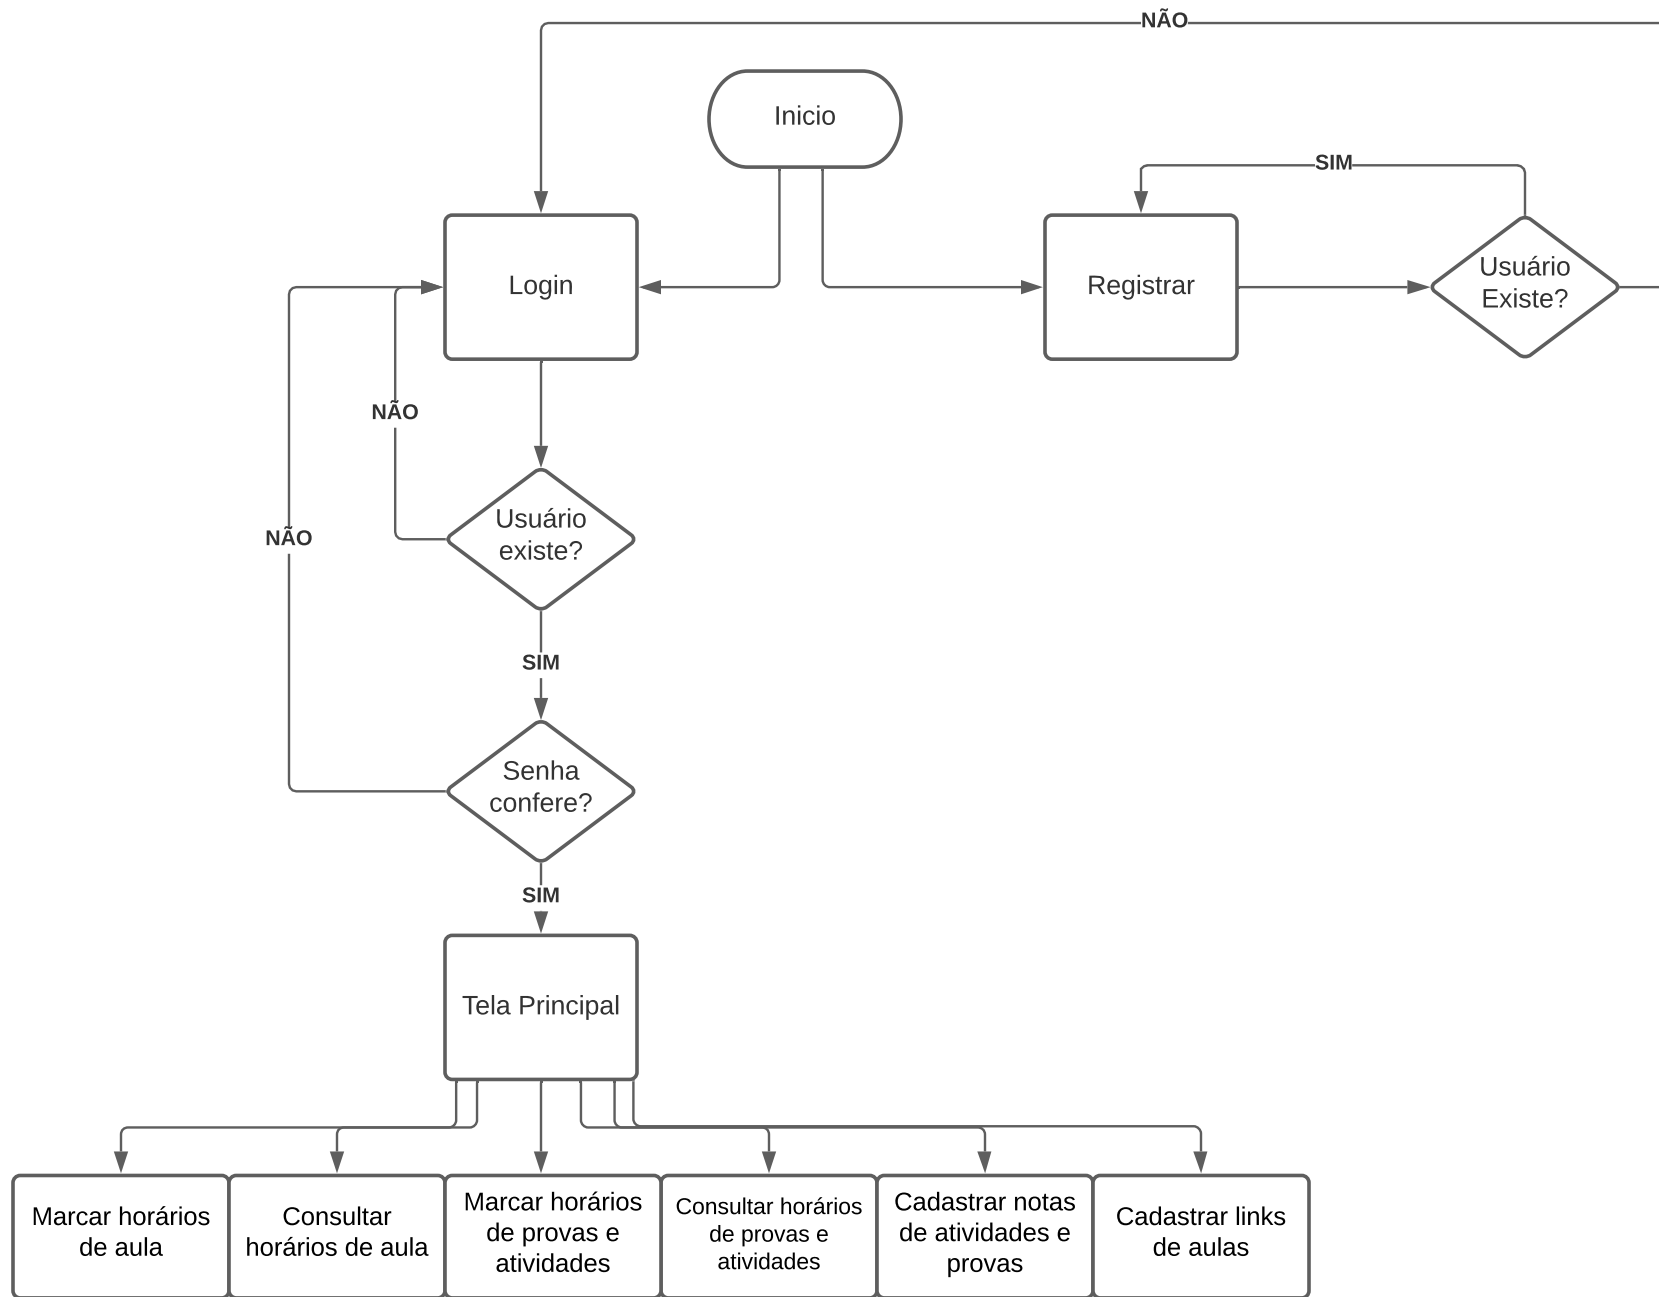 NÃO
Inicio
SIM
Login
Registrar
Usuário
Existe?
NÃO
Usuário
existe?
NÃO
SIM
Senha
confere?
SIM
Tela Principal
Marcar horários
de aula
Consultar
horários de aula
Marcar horários
de provas e
atividades
Consultar horários
de provas e
atividades
Cadastrar notas
de atividades e
provas
Cadastrar links
de aulas